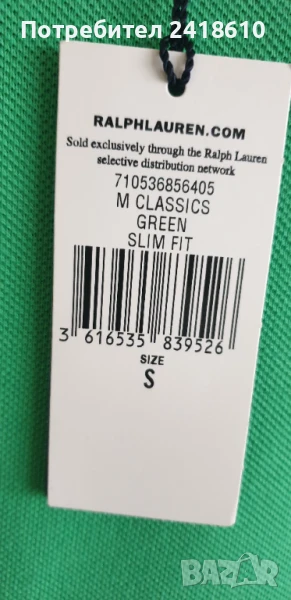 Потребител 2418610
RALPHLAUREN.COM
Sold exclusively through the Ralph Lauren
selective distribution network
710536856405
M CLASSICS
GREEN
SLIM FIT
3 616535 839526
SIZE
S
BAZAR